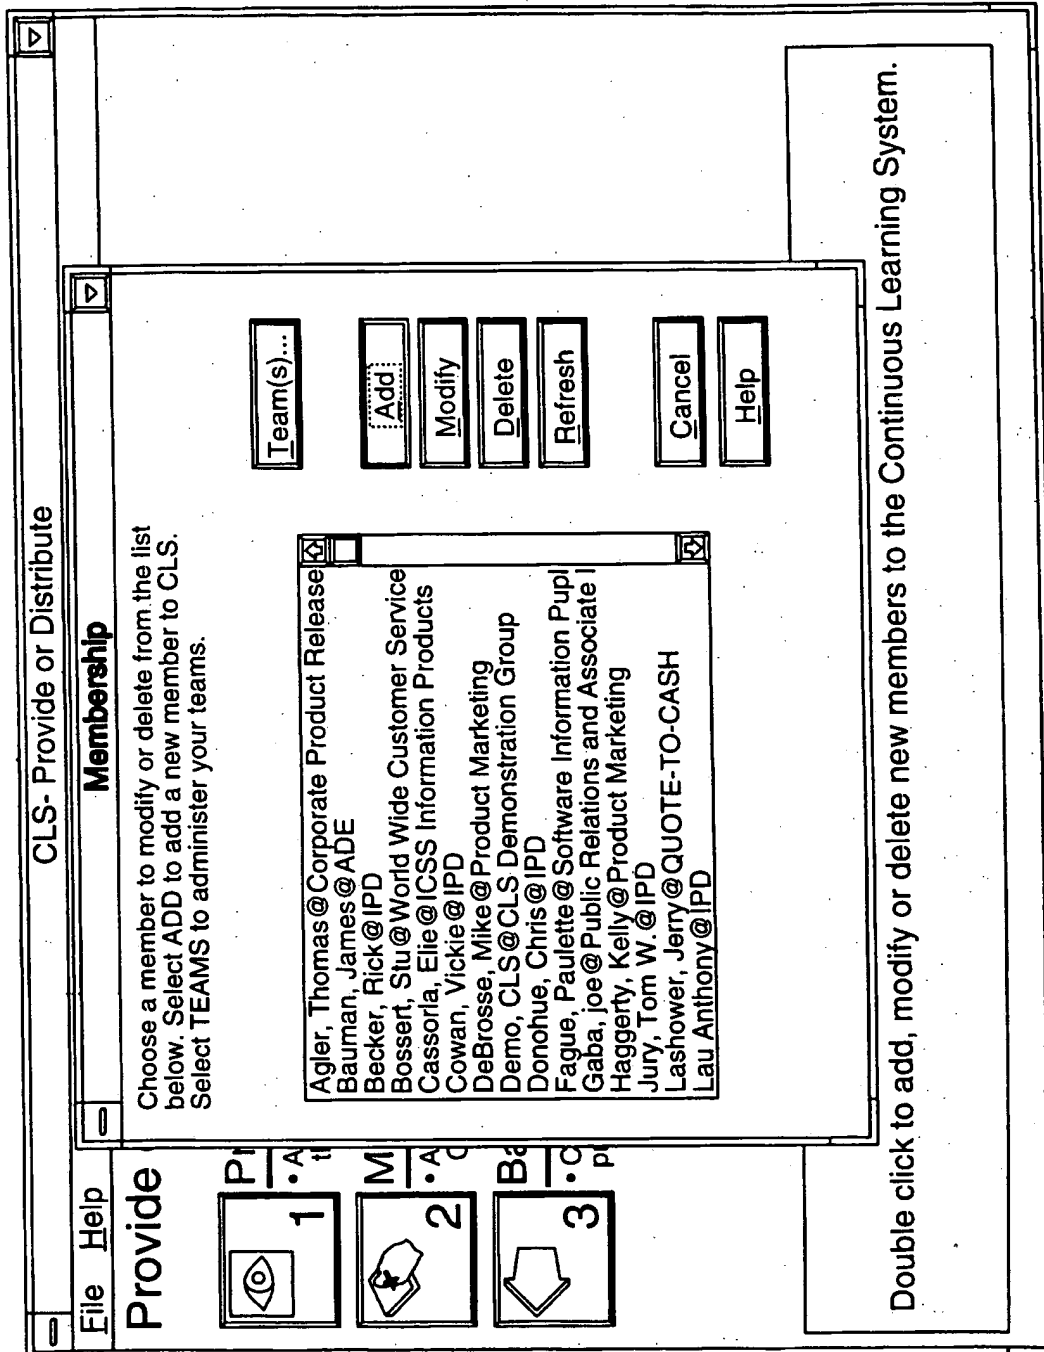 CLS- Provide or Distribute
File Help
Provide
Membership
Choose a member to modify or delete from the list
below. Select ADD to add a new member to CLS.
Select TEAMS to administer your teams.
Team(s)...
Agler, Thomas@Corporate Product Release
Bauman, James@ADE
Becker, Rick@IPD
Bossert, Stu@World Wide Customer Service
Cassorla, Elie@ICSS Information Products
Cowan, Vickie@IPD
DeBrosse, Mike@Product Marketing
Demo, CLS@CLS Demonstration Group
Donohue, Chris@IPD
Fague, Paulette@Software Information Pupl
Gaba, joe@Public Relations and Associate
Haggerty, Kelly@Product Marketing
Jury, Tom W.@IPD
Lashower, Jerry@QUOTE-TO-CASH
Lau Anthony@IPD
Add
Modify
Delete
Refresh
Cancel
Help
1
2
3
Double click to add, modify or delete new members to the Continuous Learning System.